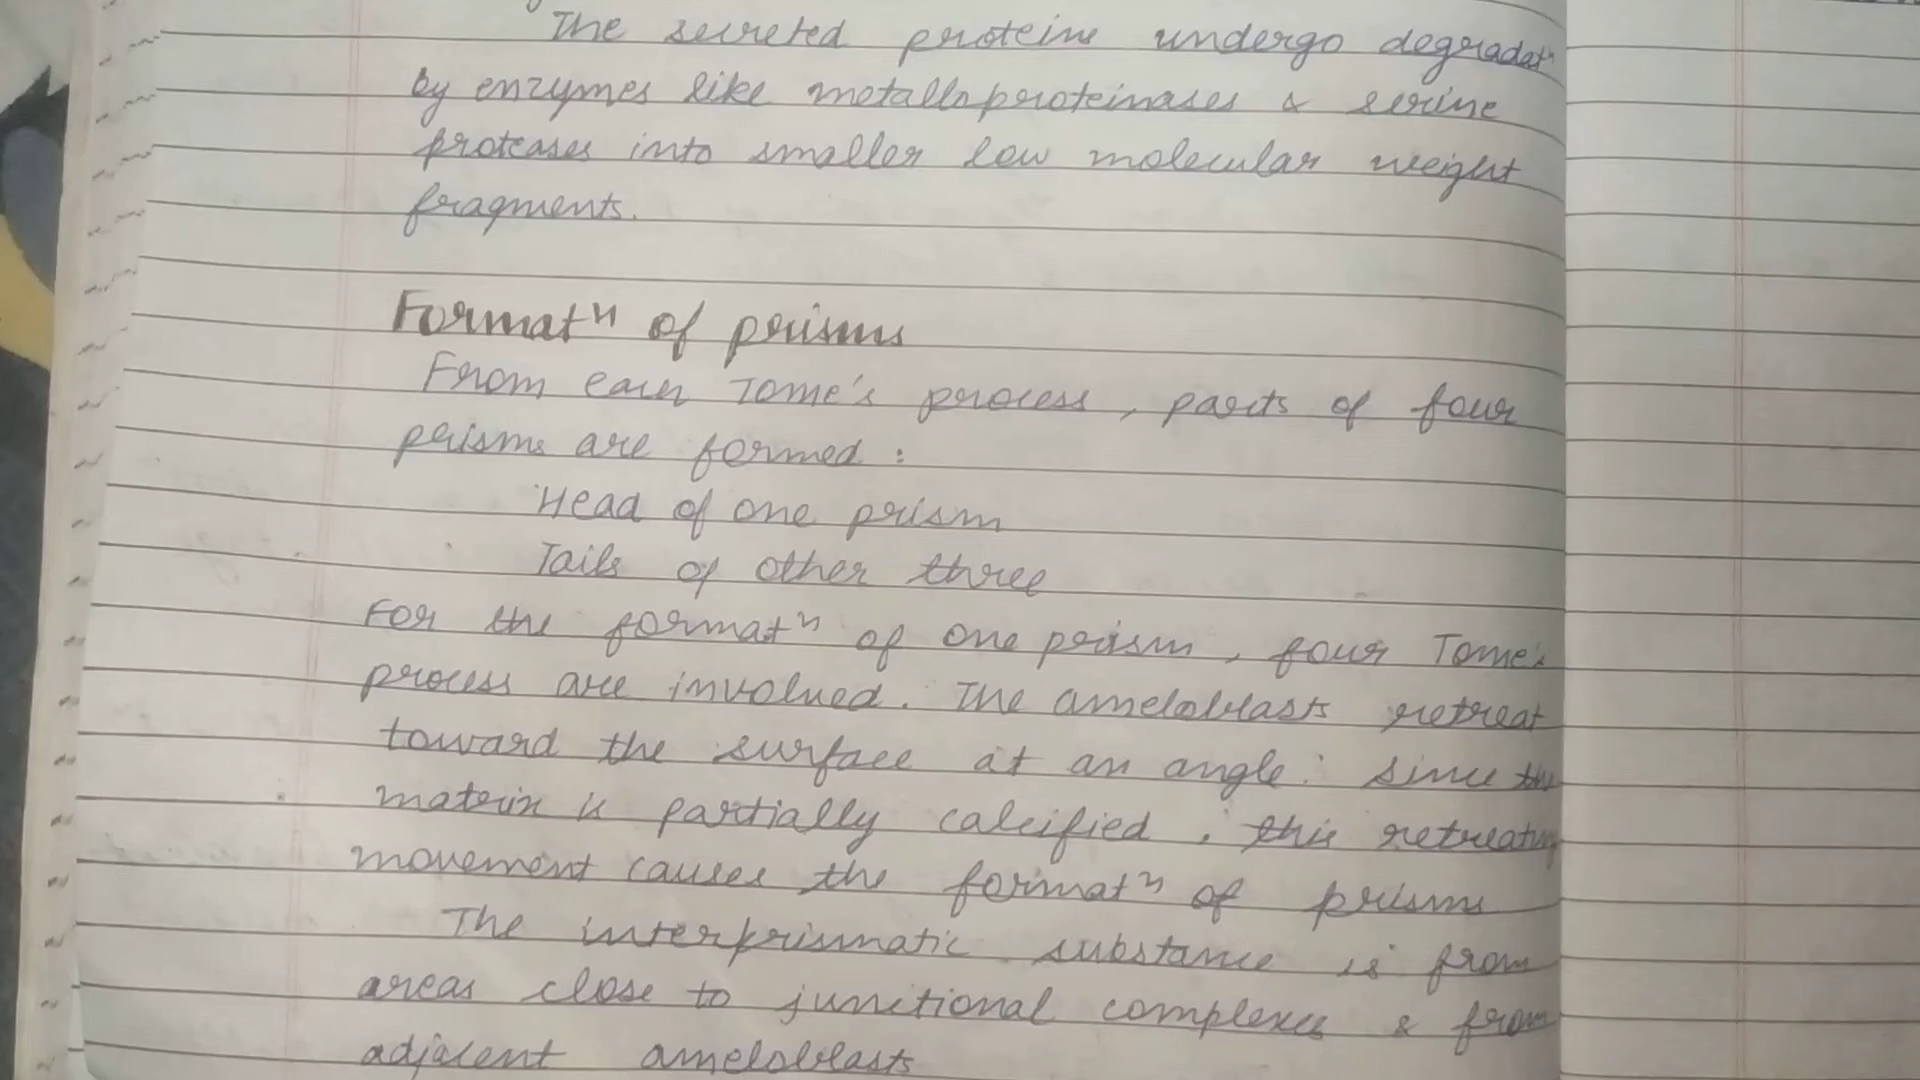 The secreted proteins undergo degradatⁿ
by enzymes like metalloproteinases & serine
proteases into smaller low molecular weight
fragments.
Formatⁿ of prisms
From each Tome's process, parts of four
prisms are formed :
Head of one prism
Tails of other three
For the formatⁿ of one prism, four Tome's
process are involved. The ameloblasts retreat
toward the surface at an angle. Since the
matrix is partially calcified, this retreating
movement causes the formatⁿ of prisms
The interprismatic substance is from
areas close to junctional complexes & from
adjacent ameloblasts